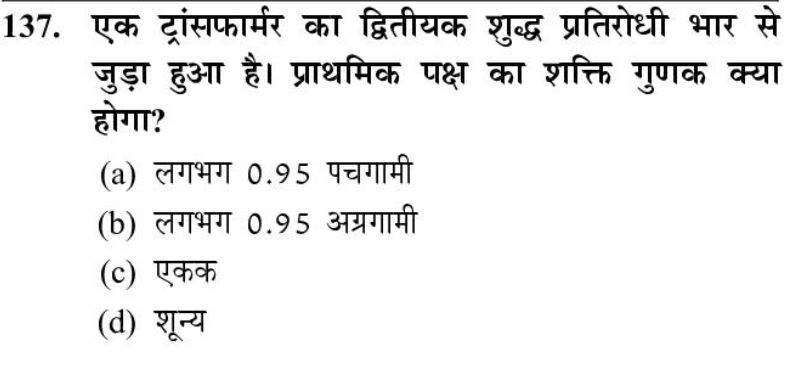 137. एक ट्रांसफार्मर का द्वितीयक शुद्ध प्रतिरोधी भार से
जुड़ा हुआ है। प्राथमिक पक्ष का शक्ति गुणक क्या
होगा?
(a) लगभग 0.95 पचगामी
(b) लगभग 0.95 अग्रगामी
(c) एकक
(d) शून्य